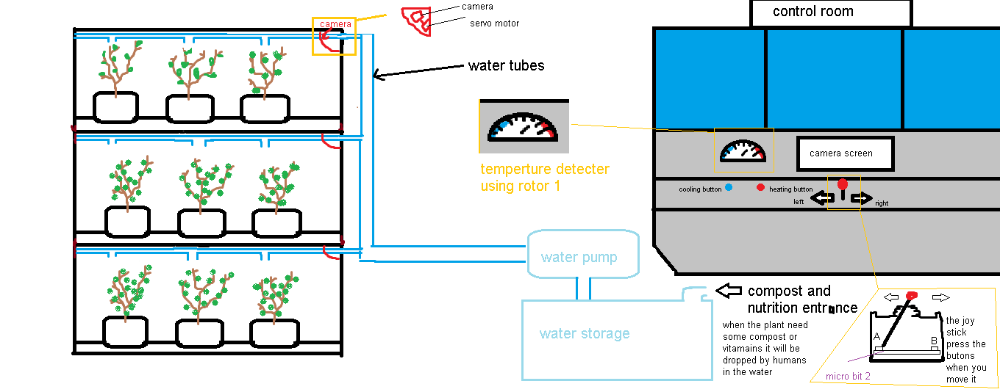 camera
servo motor
camera
control room
water tubes
temperture detecter
using rotor 1
camera screen
cooling button
heating button
left
right
water pump
water storage
compost and
nutrition entrance
when the plant need
some compost or
vitamains it will be
dropped by humans
in the water
A
B
micro bit 2
the joy
stick
press the
butons
when you
move it